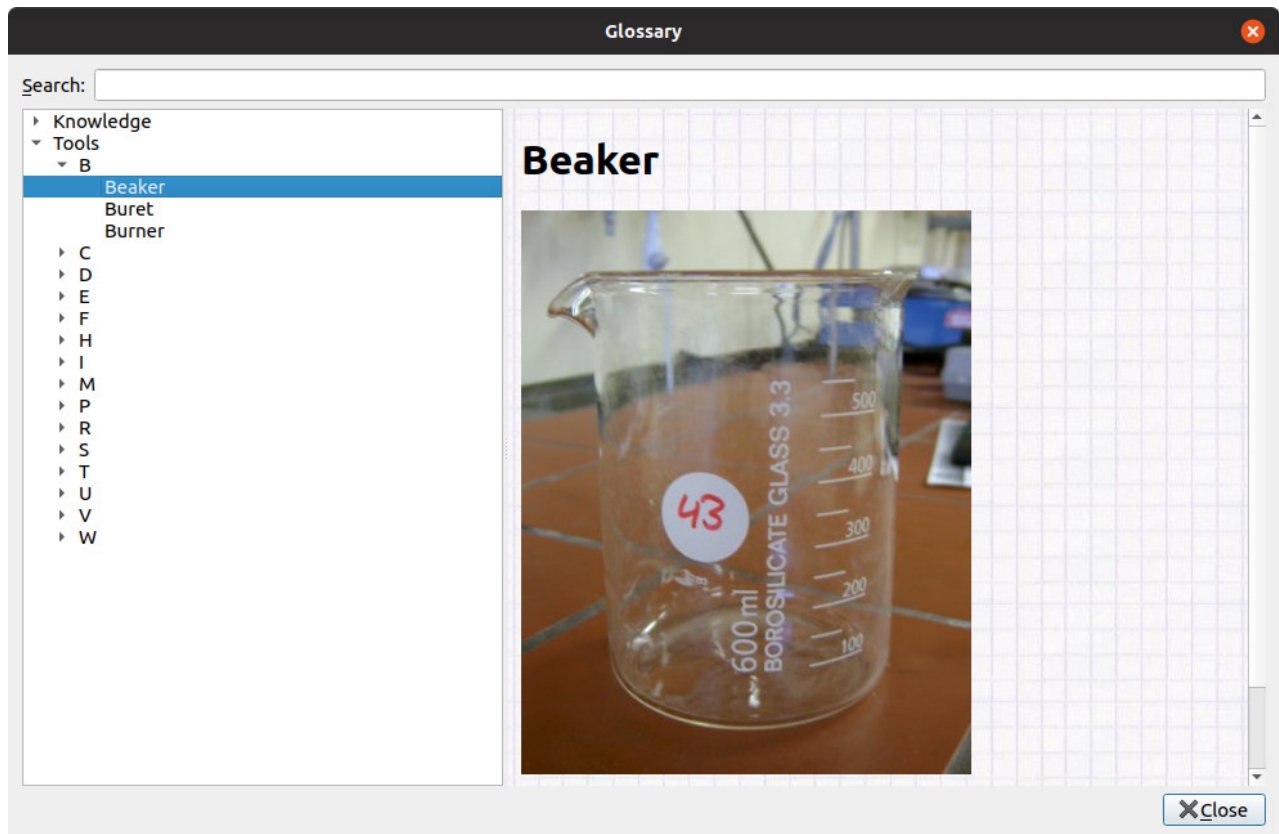 Glossary
Search:
Knowledge
Tools
B
Beaker
Buret
Burner
C
D
E
F
H
I
M
P
R
S
T
U
V
W
Beaker
500
400
300
200
100
43
600 ml
BOROSILICATE GLASS 3.3
Close